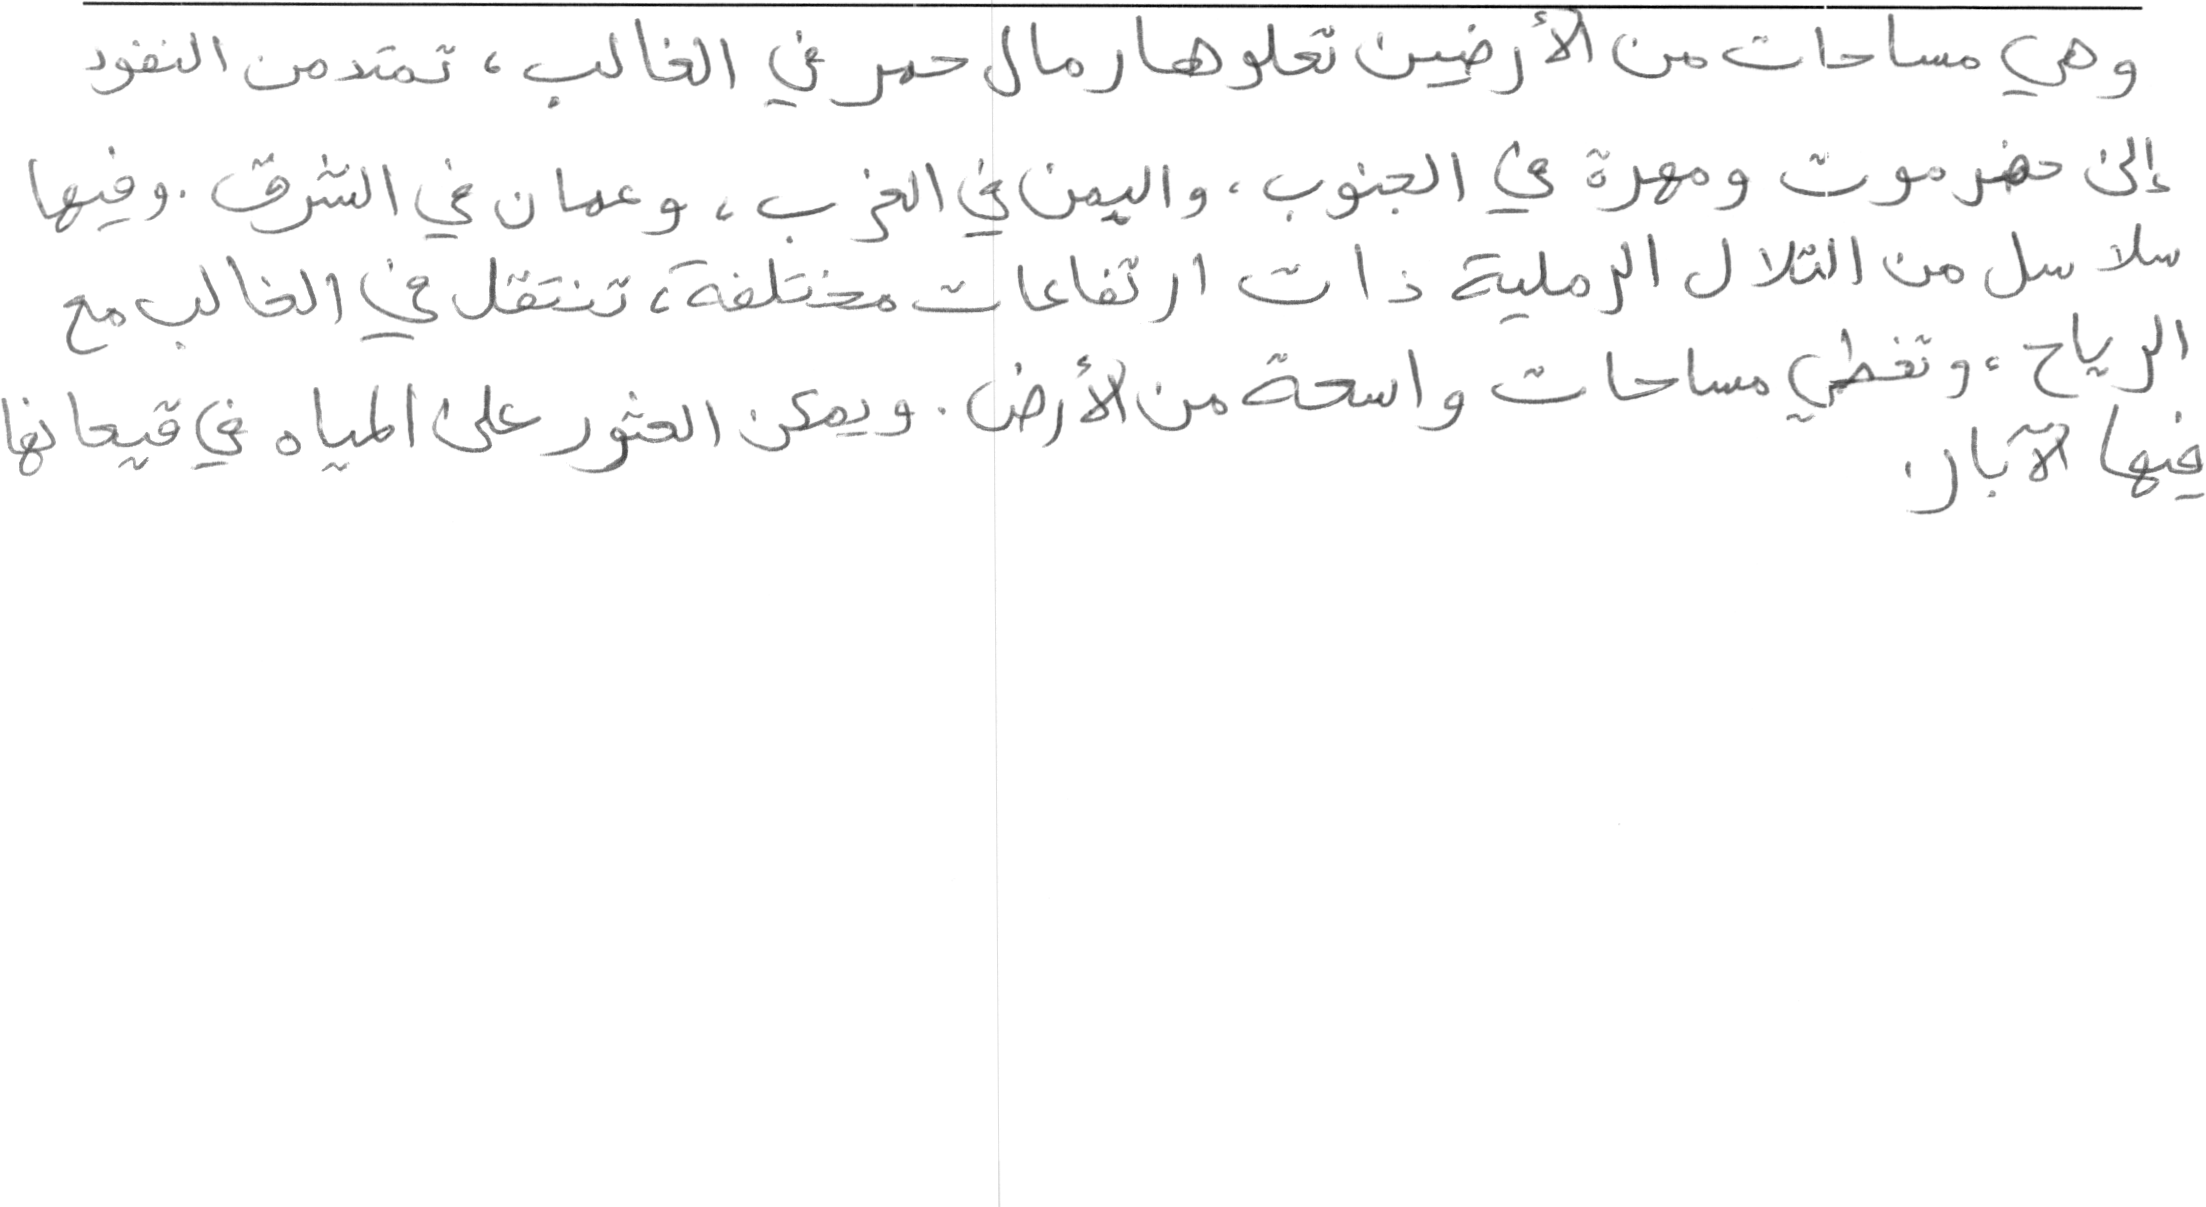 وهي مساحات من الأرضين تعلوها رمال حمر في الغالب، تمتد من النفود
إلى حضرموت ومهرة في الجنوب، واليمن في الغرب، وعمان في الشرق. وفيها
سلاسل من التلال الرملية ذات ارتفاعات مختلفة، تنتقل في الغالب مع
الرياح، وتغطي مساحات واسعة من الأرض. ويمكن العثور على المياه في قيعانها
فيها الآبار.